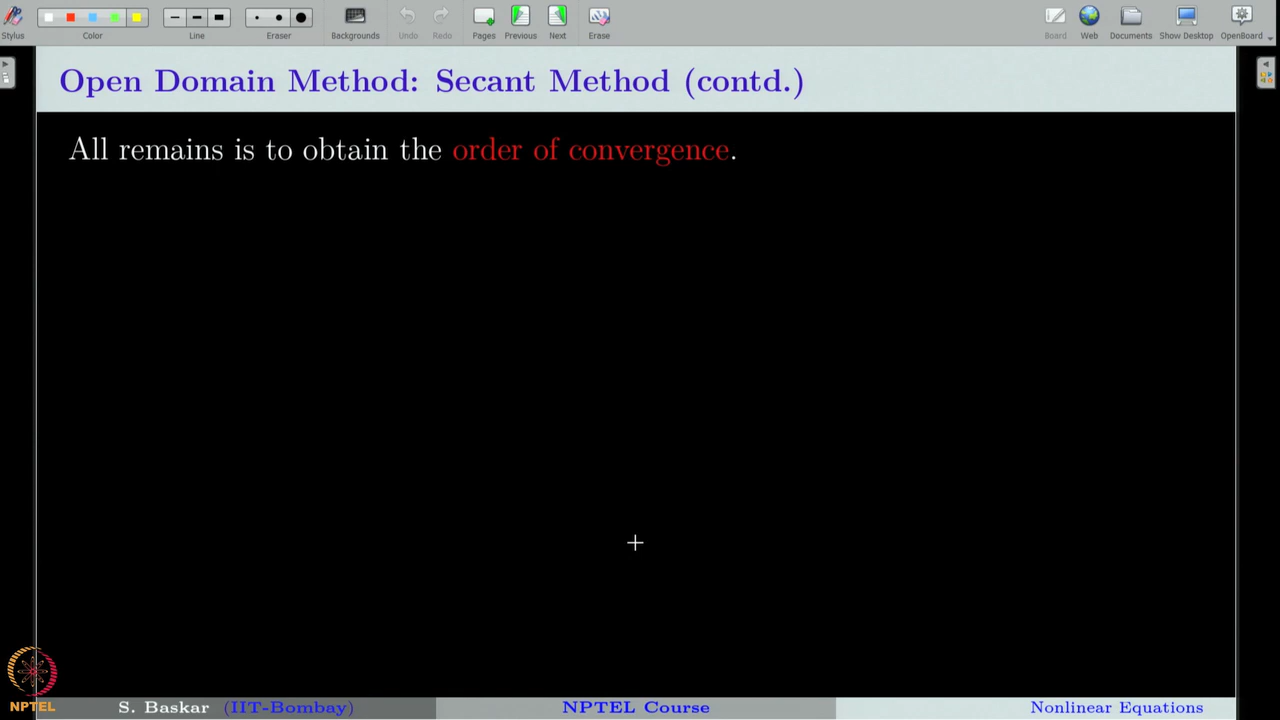 Stylus Color Line Eraser Backgrounds Undo Redo Pages Previous Next Erase Board Web Documents Show Desktop OpenBoard
Open Domain Method: Secant Method (contd.)
All remains is to obtain the order of convergence.
NPTEL
S. Baskar (IIT-Bombay) NPTEL Course Nonlinear Equations